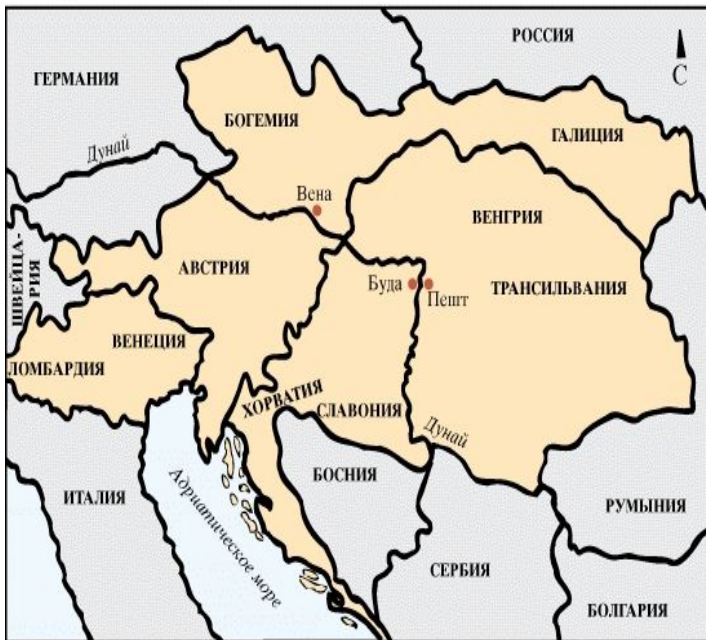 РОССИЯ
С
ГЕРМАНИЯ
БОГЕМИЯ
ГАЛИЦИЯ
Дунай
Вена
ВЕНГРИЯ
ШВЕЙЦА-
РИЯ
АВСТРИЯ
Буда
Пешт
ТРАНСИЛЬВАНИЯ
ВЕНЕЦИЯ
ЛОМБАРДИЯ
ХОРВАТИЯ
СЛАВОНИЯ
Дунай
БОСНИЯ
ИТАЛИЯ
Адриатическое море
РУМЫНИЯ
СЕРБИЯ
БОЛГАРИЯ